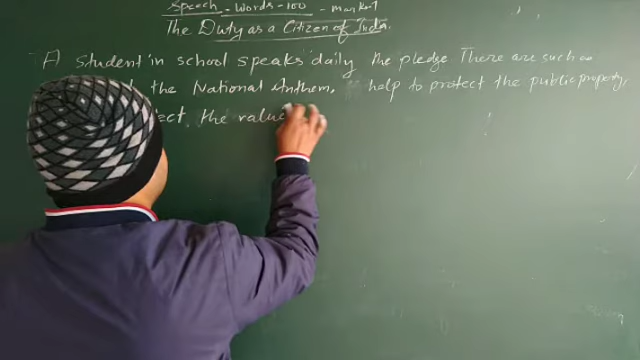 Speech - Words - 100 - market
The Duty as a Citizen of India.
A student in school speaks daily the pledge There are such as
the National Anthem, help to protect the public property,
the value